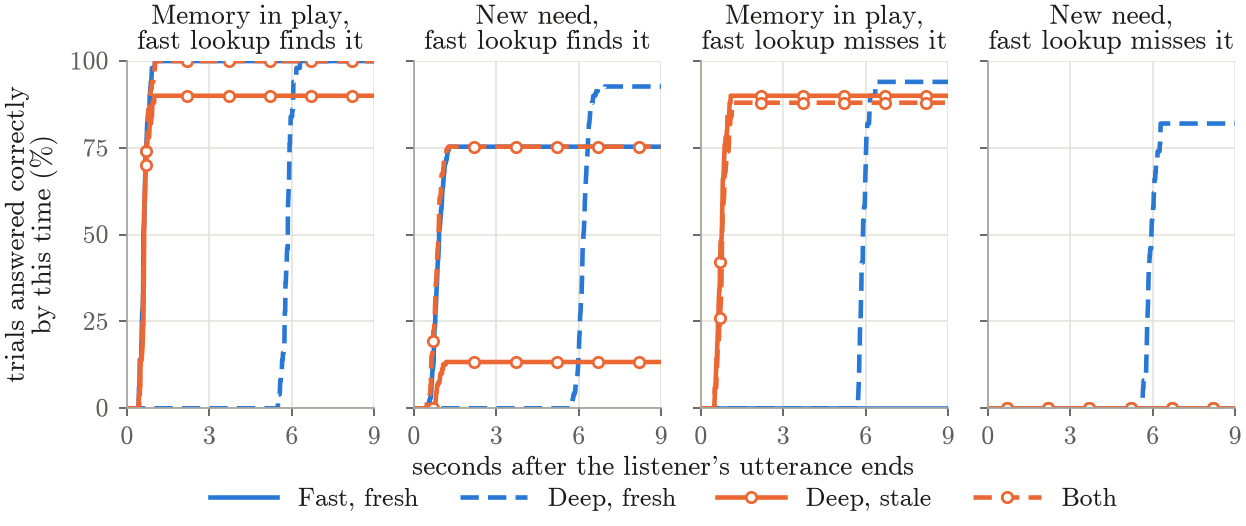 Memory in play,
fast lookup finds it
New need,
fast lookup finds it
Memory in play,
fast lookup misses it
New need,
fast lookup misses it
trials answered correctly
by this time (%)
100
75
50
25
0
0 3 6 9
0 3 6 9
0 3 6 9
0 3 6 9
seconds after the listener's utterance ends
Fast, fresh
Deep, fresh
Deep, stale
Both